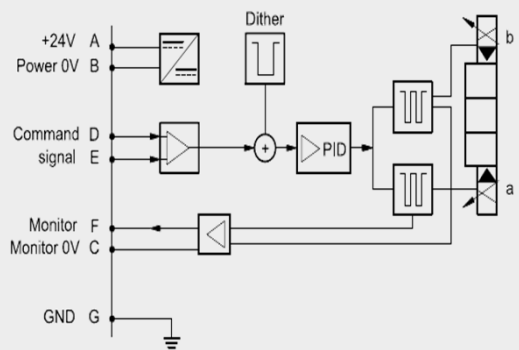 Dither
+24V A
Power 0V B
b
Command D
signal E
+
PID
a
Monitor F
Monitor 0V C
GND G